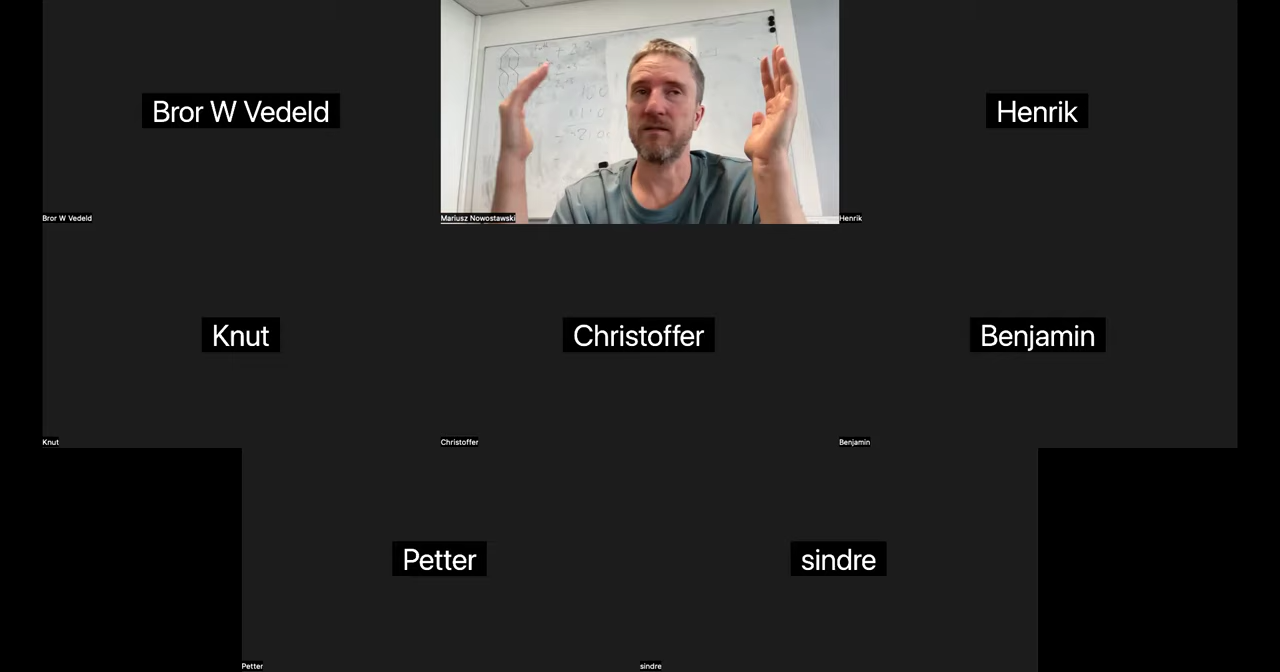 Bror W Vedeld
Bror W Vedeld
Mariusz Nowostawski
Henrik
Henrik
Knut
Knut
Christoffer
Christoffer
Benjamin
Benjamin
Petter
Petter
sindre
sindre